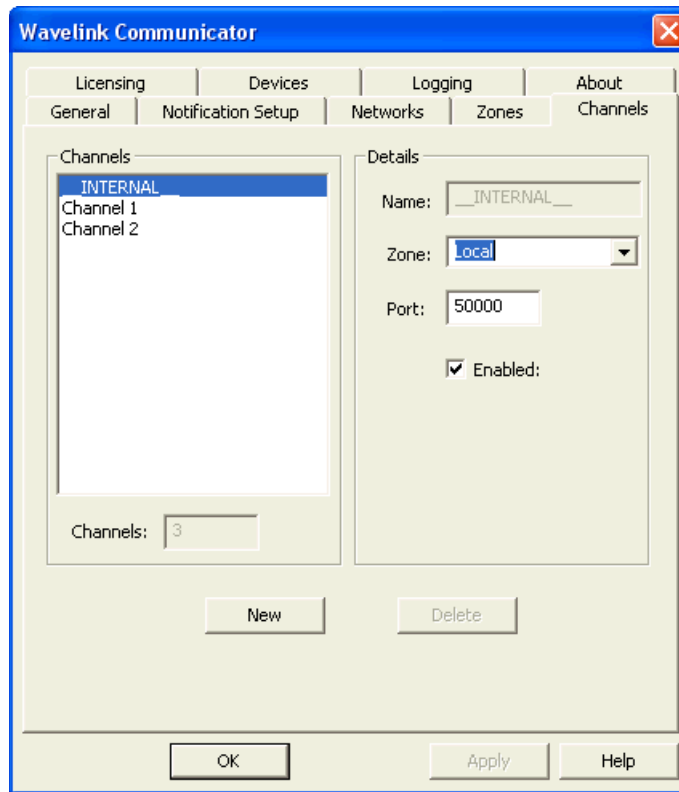 Wavelink Communicator
Licensing Devices Logging About
General Notification Setup Networks Zones Channels
Channels
__INTERNAL__
Channel 1
Channel 2
Channels: 3
Details
Name: __INTERNAL__
Zone: Local
Port: 50000
Enabled:
New Delete
OK Apply Help